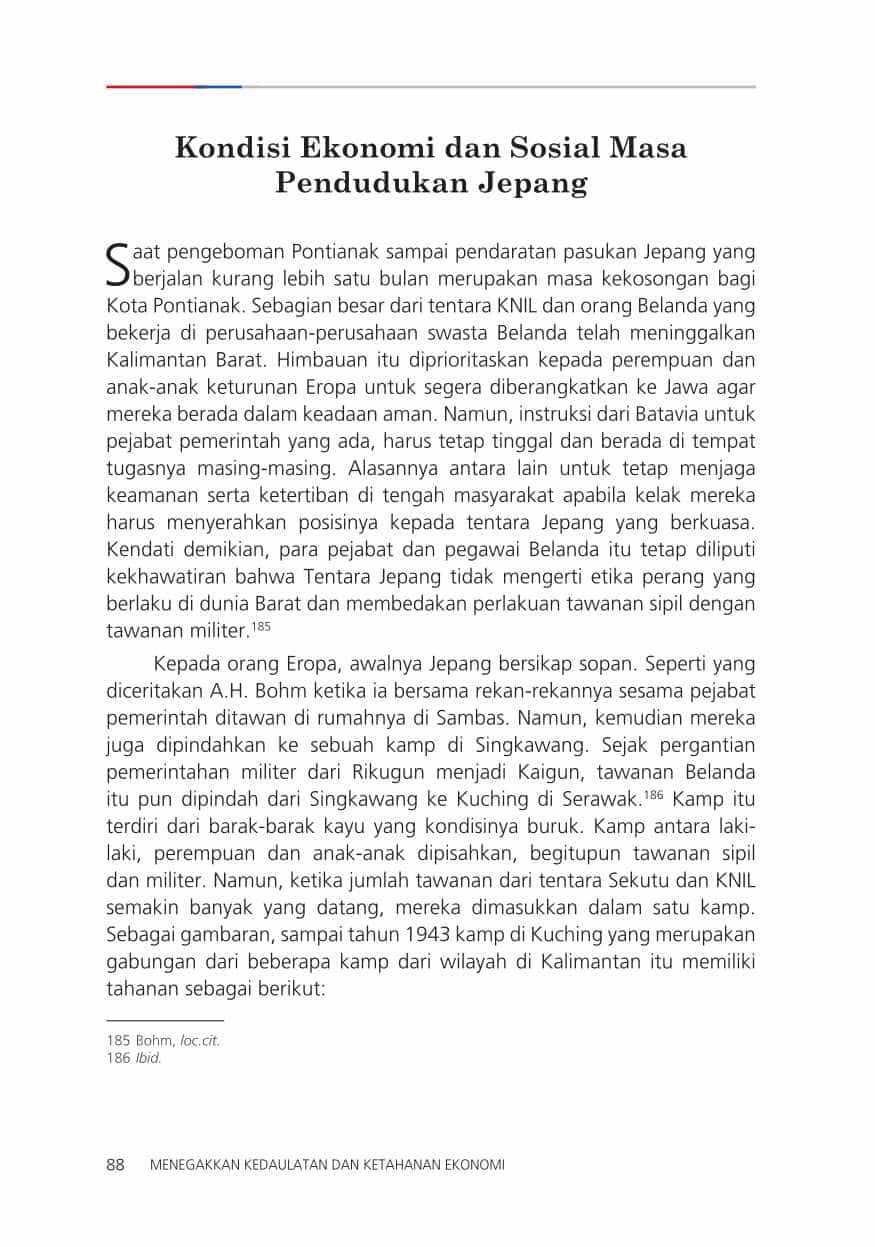 Kondisi Ekonomi dan Sosial Masa
Pendudukan Jepang
Saat pengeboman Pontianak sampai pendaratan pasukan Jepang yang
berjalan kurang lebih satu bulan merupakan masa kekosongan bagi
Kota Pontianak. Sebagian besar dari tentara KNIL dan orang Belanda yang
bekerja di perusahaan-perusahaan swasta Belanda telah meninggalkan
Kalimantan Barat. Himbauan itu diprioritaskan kepada perempuan dan
anak-anak keturunan Eropa untuk segera diberangkatkan ke Jawa agar
mereka berada dalam keadaan aman. Namun, instruksi dari Batavia untuk
pejabat pemerintah yang ada, harus tetap tinggal dan berada di tempat
tugasnya masing-masing. Alasannya antara lain untuk tetap menjaga
keamanan serta ketertiban di tengah masyarakat apabila kelak mereka
harus menyerahkan posisinya kepada tentara Jepang yang berkuasa.
Kendati demikian, para pejabat dan pegawai Belanda itu tetap diliputi
kekhawatiran bahwa Tentara Jepang tidak mengerti etika perang yang
berlaku di dunia Barat dan membedakan perlakuan tawanan sipil dengan
tawanan militer.185
Kepada orang Eropa, awalnya Jepang bersikap sopan. Seperti yang
diceritakan A.H. Bohm ketika ia bersama rekan-rekannya sesama pejabat
pemerintah ditawan di rumahnya di Sambas. Namun, kemudian mereka
juga dipindahkan ke sebuah kamp di Singkawang. Sejak pergantian
pemerintahan militer dari Rikugun menjadi Kaigun, tawanan Belanda
itu pun dipindah dari Singkawang ke Kuching di Serawak.186 Kamp itu
terdiri dari barak-barak kayu yang kondisinya buruk. Kamp antara laki-
laki, perempuan dan anak-anak dipisahkan, begitupun tawanan sipil
dan militer. Namun, ketika jumlah tawanan dari tentara Sekutu dan KNIL
semakin banyak yang datang, mereka dimasukkan dalam satu kamp.
Sebagai gambaran, sampai tahun 1943 kamp di Kuching yang merupakan
gabungan dari beberapa kamp dari wilayah di Kalimantan itu memiliki
tahanan sebagai berikut:
185 Bohm, loc.cit.
186 Ibid.
88 MENEGAKKAN KEDAULATAN DAN KETAHANAN EKONOMI